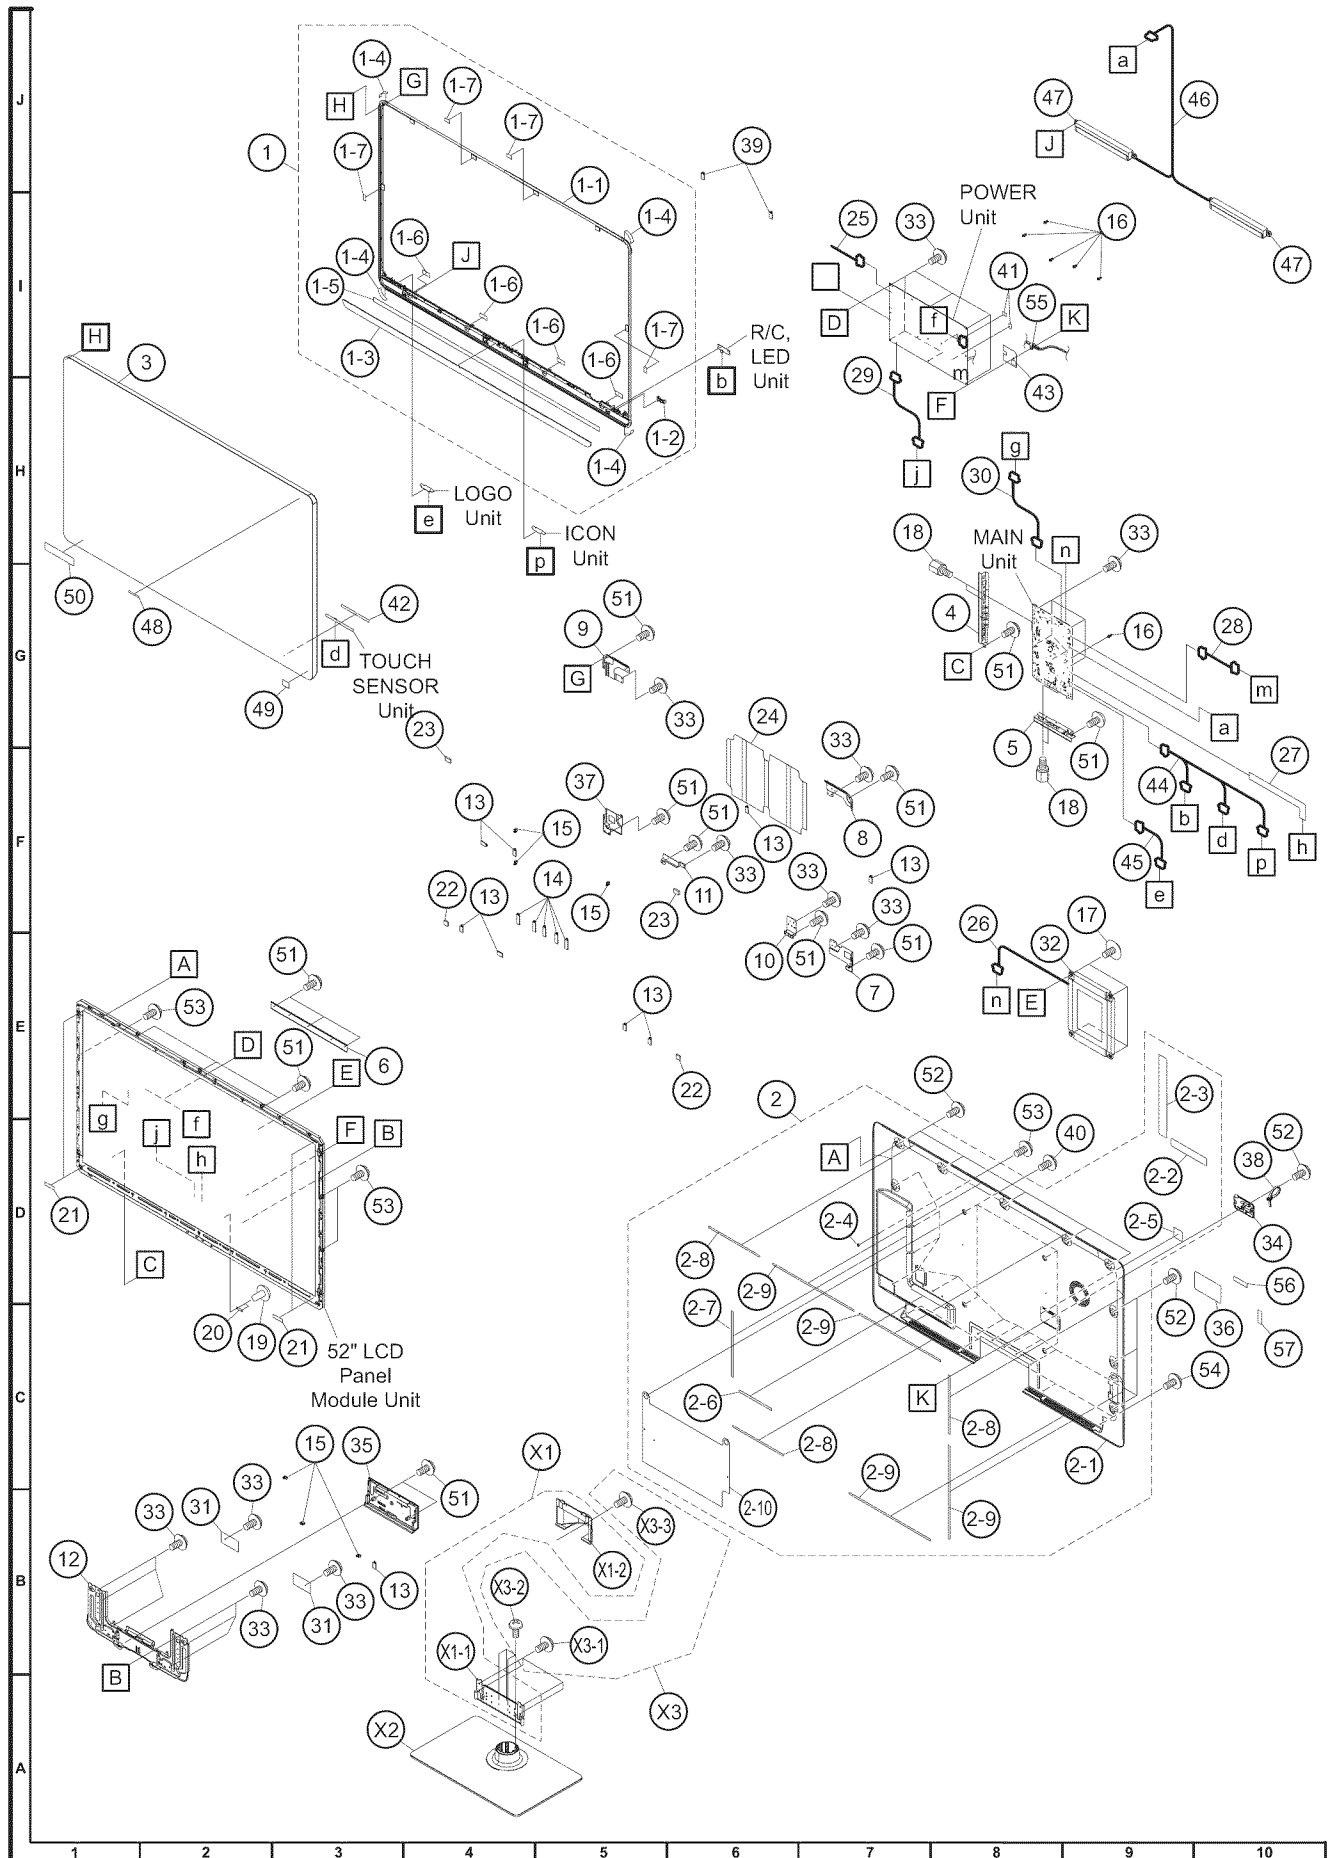 J
1-4
G
1-7
H
1-7
1
1-7
1-1
39
a
47
46
J
POWER
Unit
16
47
25
33
41
55
K
D
f
m
43
F
29
j
1-4
1-6
J
1-4
1-5
1-6
1-6
1-7
1-6
1-3
R/C,
LED
Unit
b
1-2
1-4
I
H
3
LOGO
Unit
e
ICON
Unit
p
H
g
30
18
MAIN
Unit
n
33
50
48
42
d
TOUCH
SENSOR
Unit
49
G
51
9
G
33
4
C
51
16
28
m
a
5
51
18
27
44
b
d
p
h
45
e
23
24
33
51
8
37
51
13
15
51
13
33
11
F
22
13
14
15
23
33
13
33
10
51
51
7
26
32
17
n
E
A
51
53
D
51
E
6
13
22
E
g
j
f
h
F
B
53
21
C
20
19
21
52" LCD
Panel
Module Unit
D
2
52
53
40
A
2-3
2-2
38
52
2-5
34
2-4
2-8
2-9
2-7
2-9
52
36
56
57
54
K
2-6
2-8
2-8
2-1
2-9
2-9
2-10
C
15
35
51
33
31
33
12
33
31
33
13
B
B
X1
X3-3
X1-2
X3-2
X1-1
X3-1
X3
X2
A
1
2
3
4
5
6
7
8
9
10